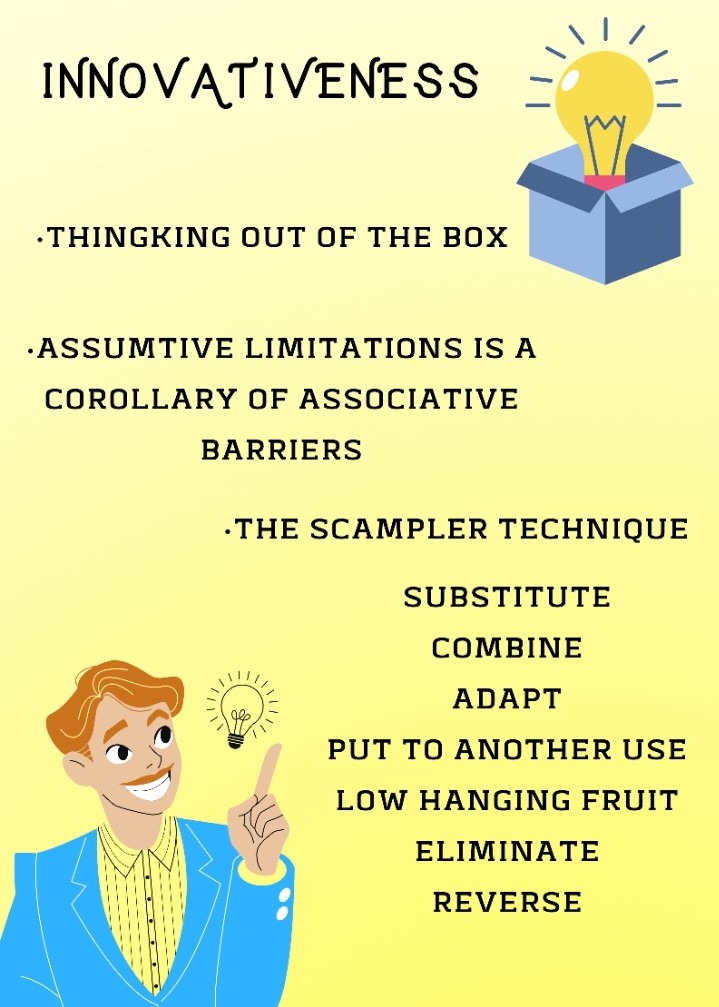 INNOVATIVENESS
·THINGKING OUT OF THE BOX
·ASSUMTIVE LIMITATIONS IS A
COROLLARY OF ASSOCIATIVE
BARRIERS
·THE SCAMPLER TECHNIQUE
SUBSTITUTE
COMBINE
ADAPT
PUT TO ANOTHER USE
LOW HANGING FRUIT
ELIMINATE
REVERSE